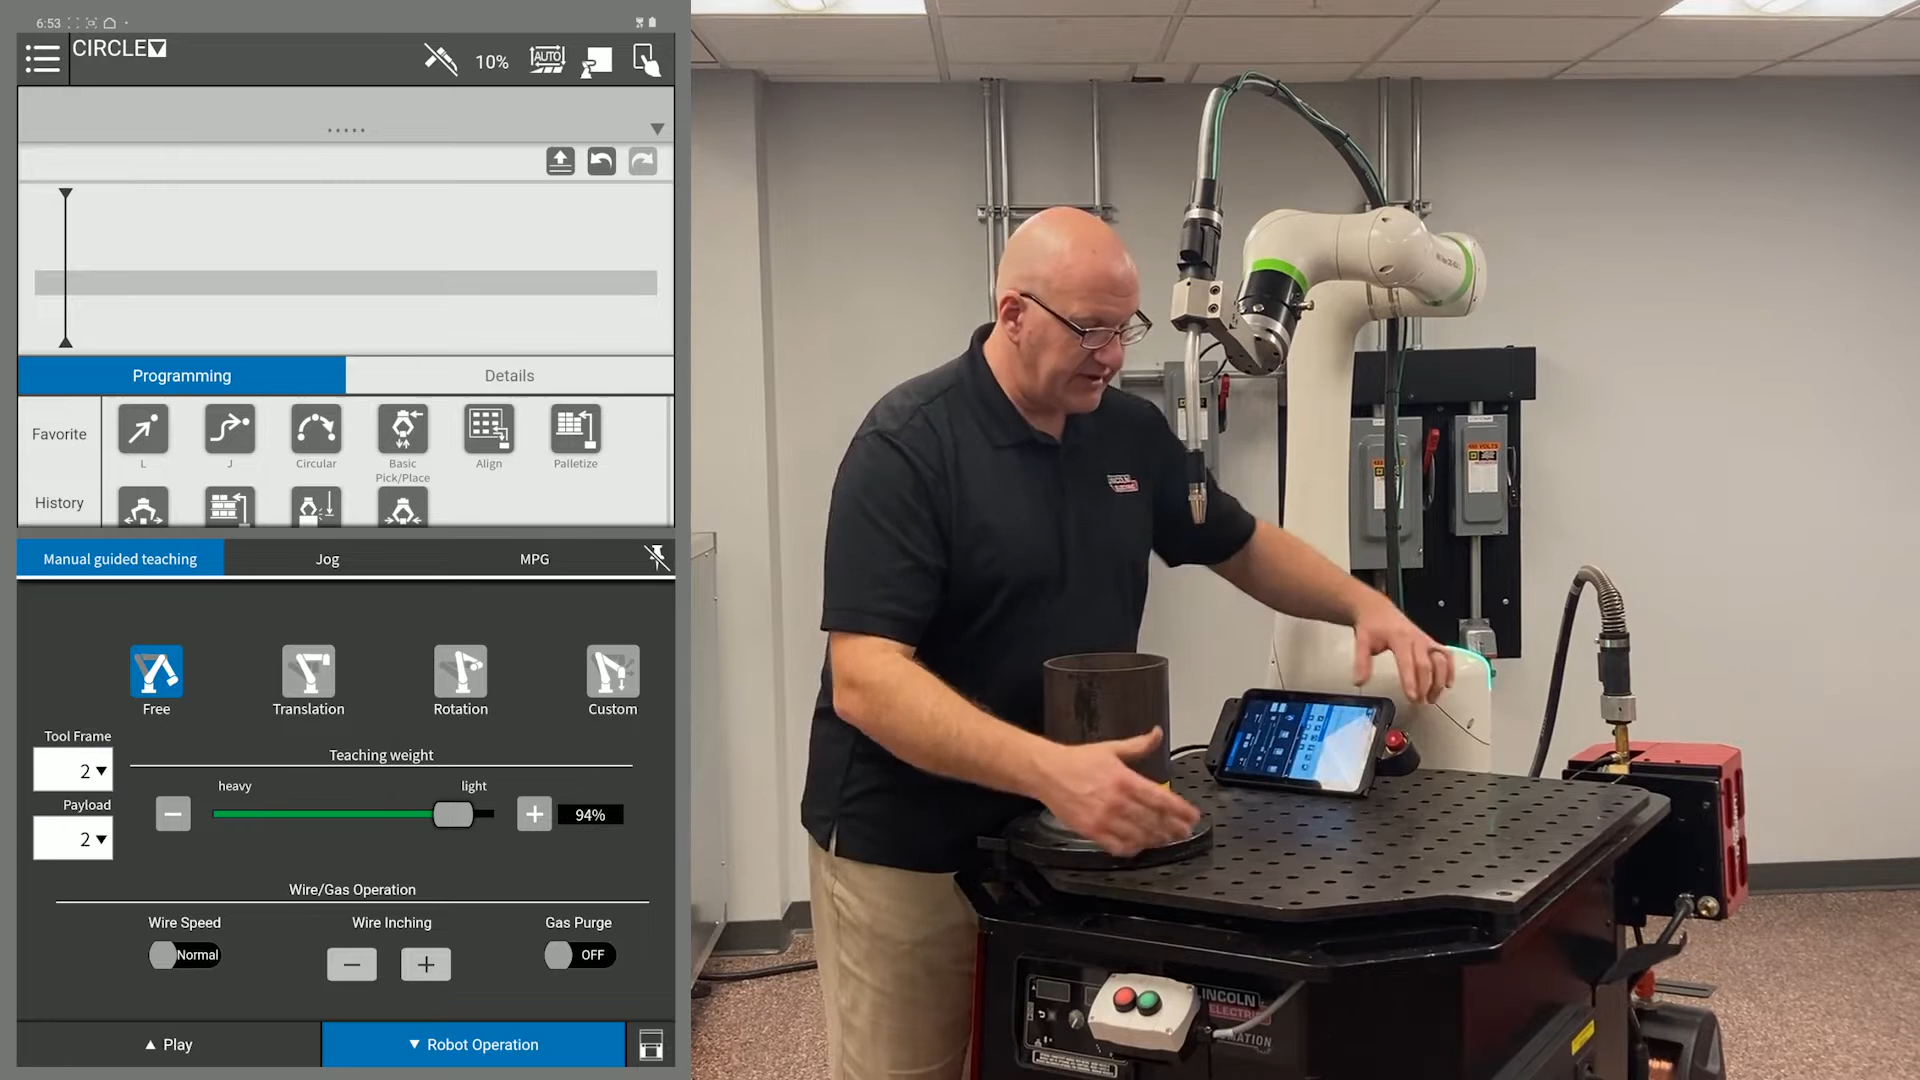 6:53
CIRCLE
10%
AUTO
Programming
Details
Favorite
L
J
Circular
Basic
Pick/Place
Align
Palletize
History
Manual guided teaching
Jog
MPG
Free
Translation
Rotation
Custom
Tool Frame
2
Teaching weight
heavy
light
Payload
94%
2
Wire/Gas Operation
Wire Speed
Wire Inching
Gas Purge
Normal
OFF
Play
Robot Operation
LINCOLN
ELECTRIC
LINCOLN
ELECTRIC